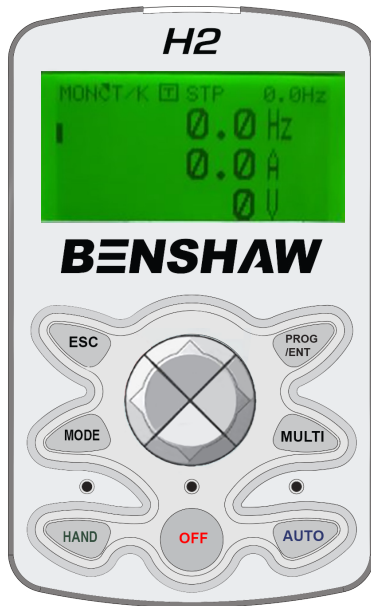 H2
MON T/K T STP 0.0Hz
0.0 Hz
0.0 A
0 V
BENSHAW
ESC
PROG
/ENT
MODE
MULTI
HAND
OFF
AUTO